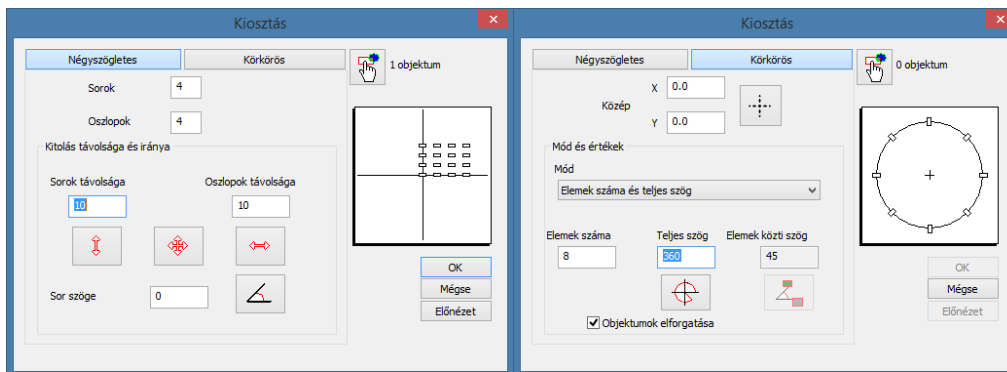 Kiosztás
Négyszögletes Körkörös
1 objektum
Sorok 4
Oszlopok 4
Kitolás távolsága és iránya
Sorok távolsága Oszlopok távolsága
10 10
Sor szöge 0
OK
Mégse
Előnézet
Kiosztás
Négyszögletes Körkörös
0 objektum
X 0.0
Közép
Y 0.0
Mód és értékek
Mód
Elemek száma és teljes szög
Elemek száma Teljes szög Elemek közti szög
8 360 45
Objektumok elforgatása
OK
Mégse
Előnézet